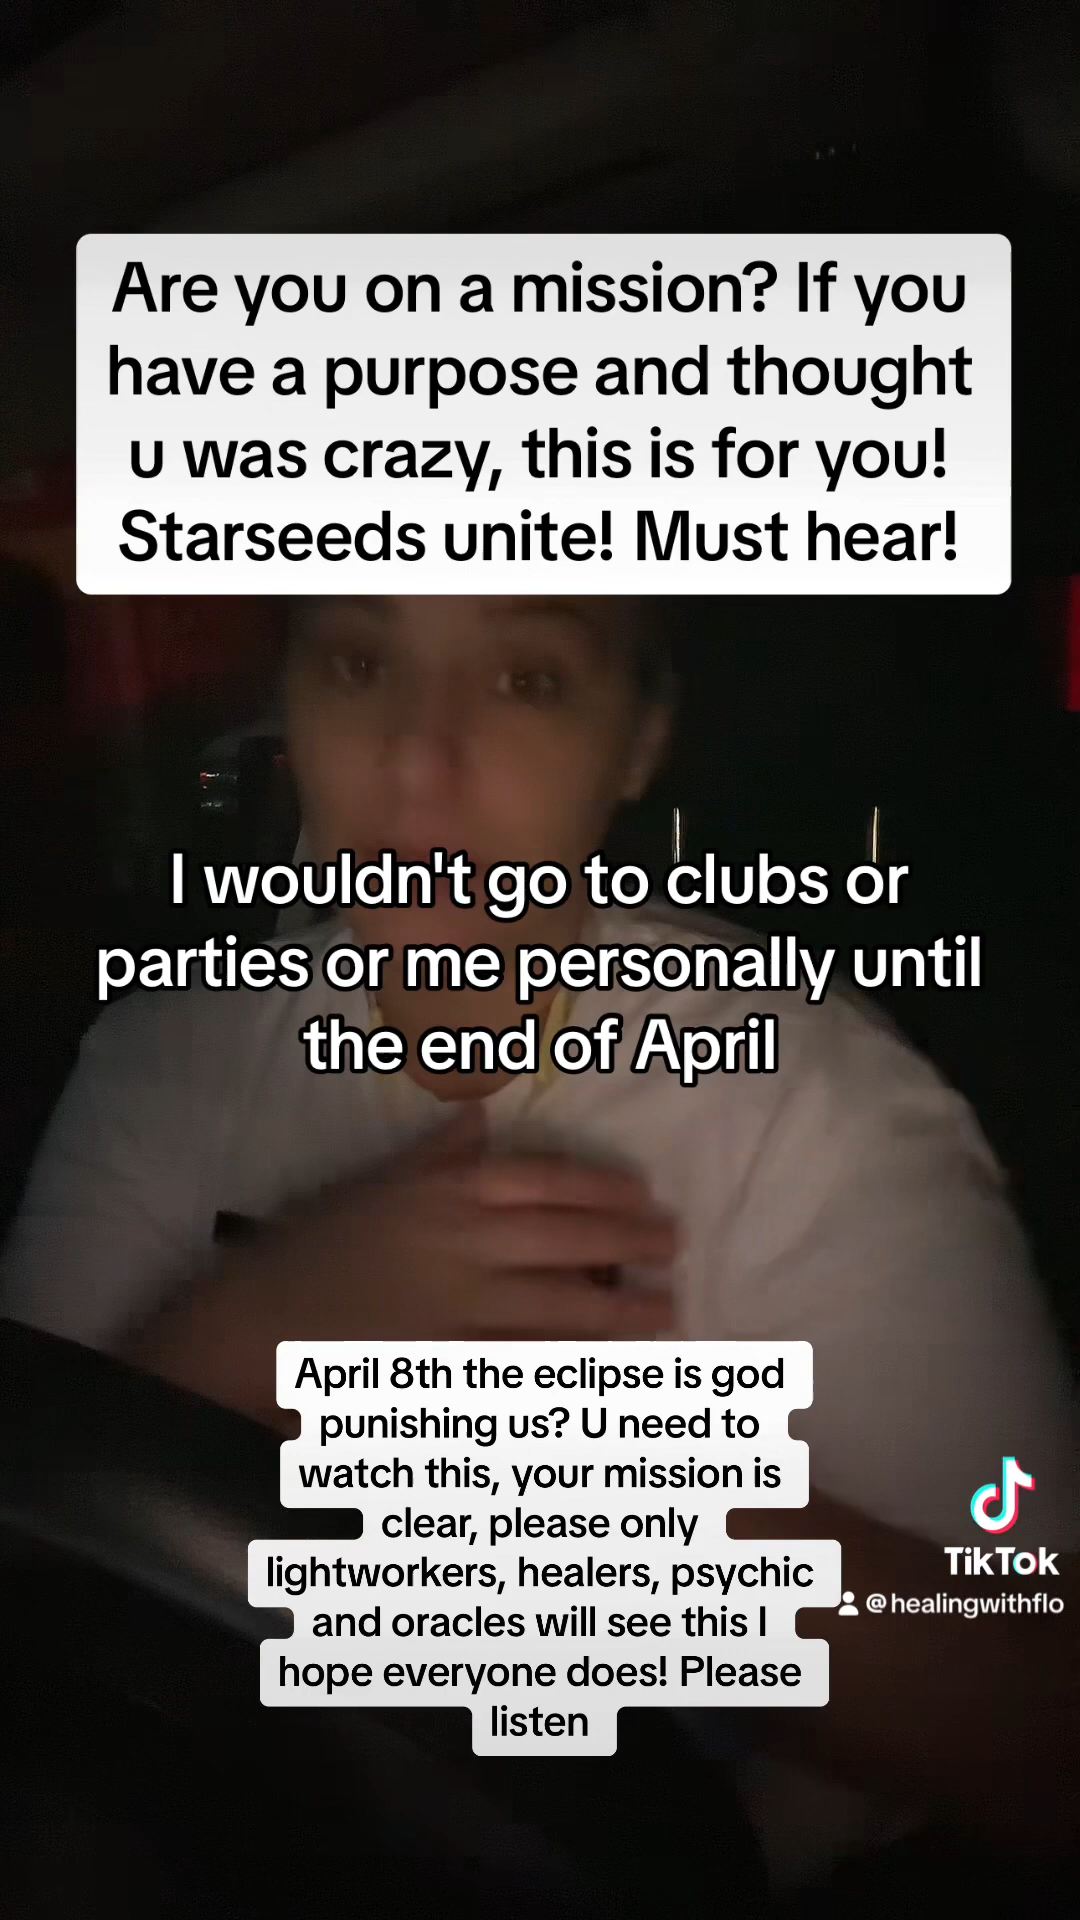 Are you on a mission? If you
have a purpose and thought
u was crazy, this is for you!
Starseeds unite! Must hear!
I wouldn't go to clubs or
parties or me personally until
the end of April
April 8th the eclipse is god
punishing us? U need to
watch this, your mission is
clear, please only
lightworkers, healers, psychic
and oracles will see this I
hope everyone does! Please
listen
TikTok
@healingwithflo